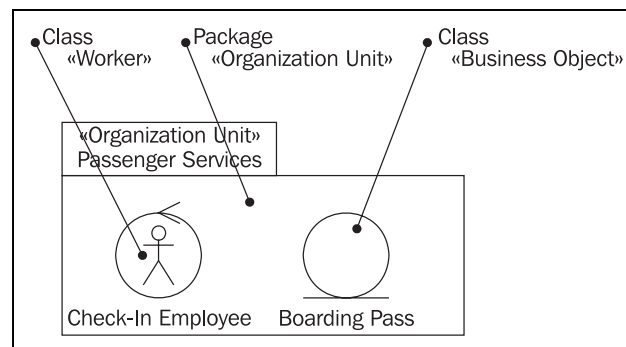 Class
«Worker»
Package
«Organization Unit»
Class
«Business Object»
«Organization Unit»
Passenger Services
Check-In Employee
Boarding Pass